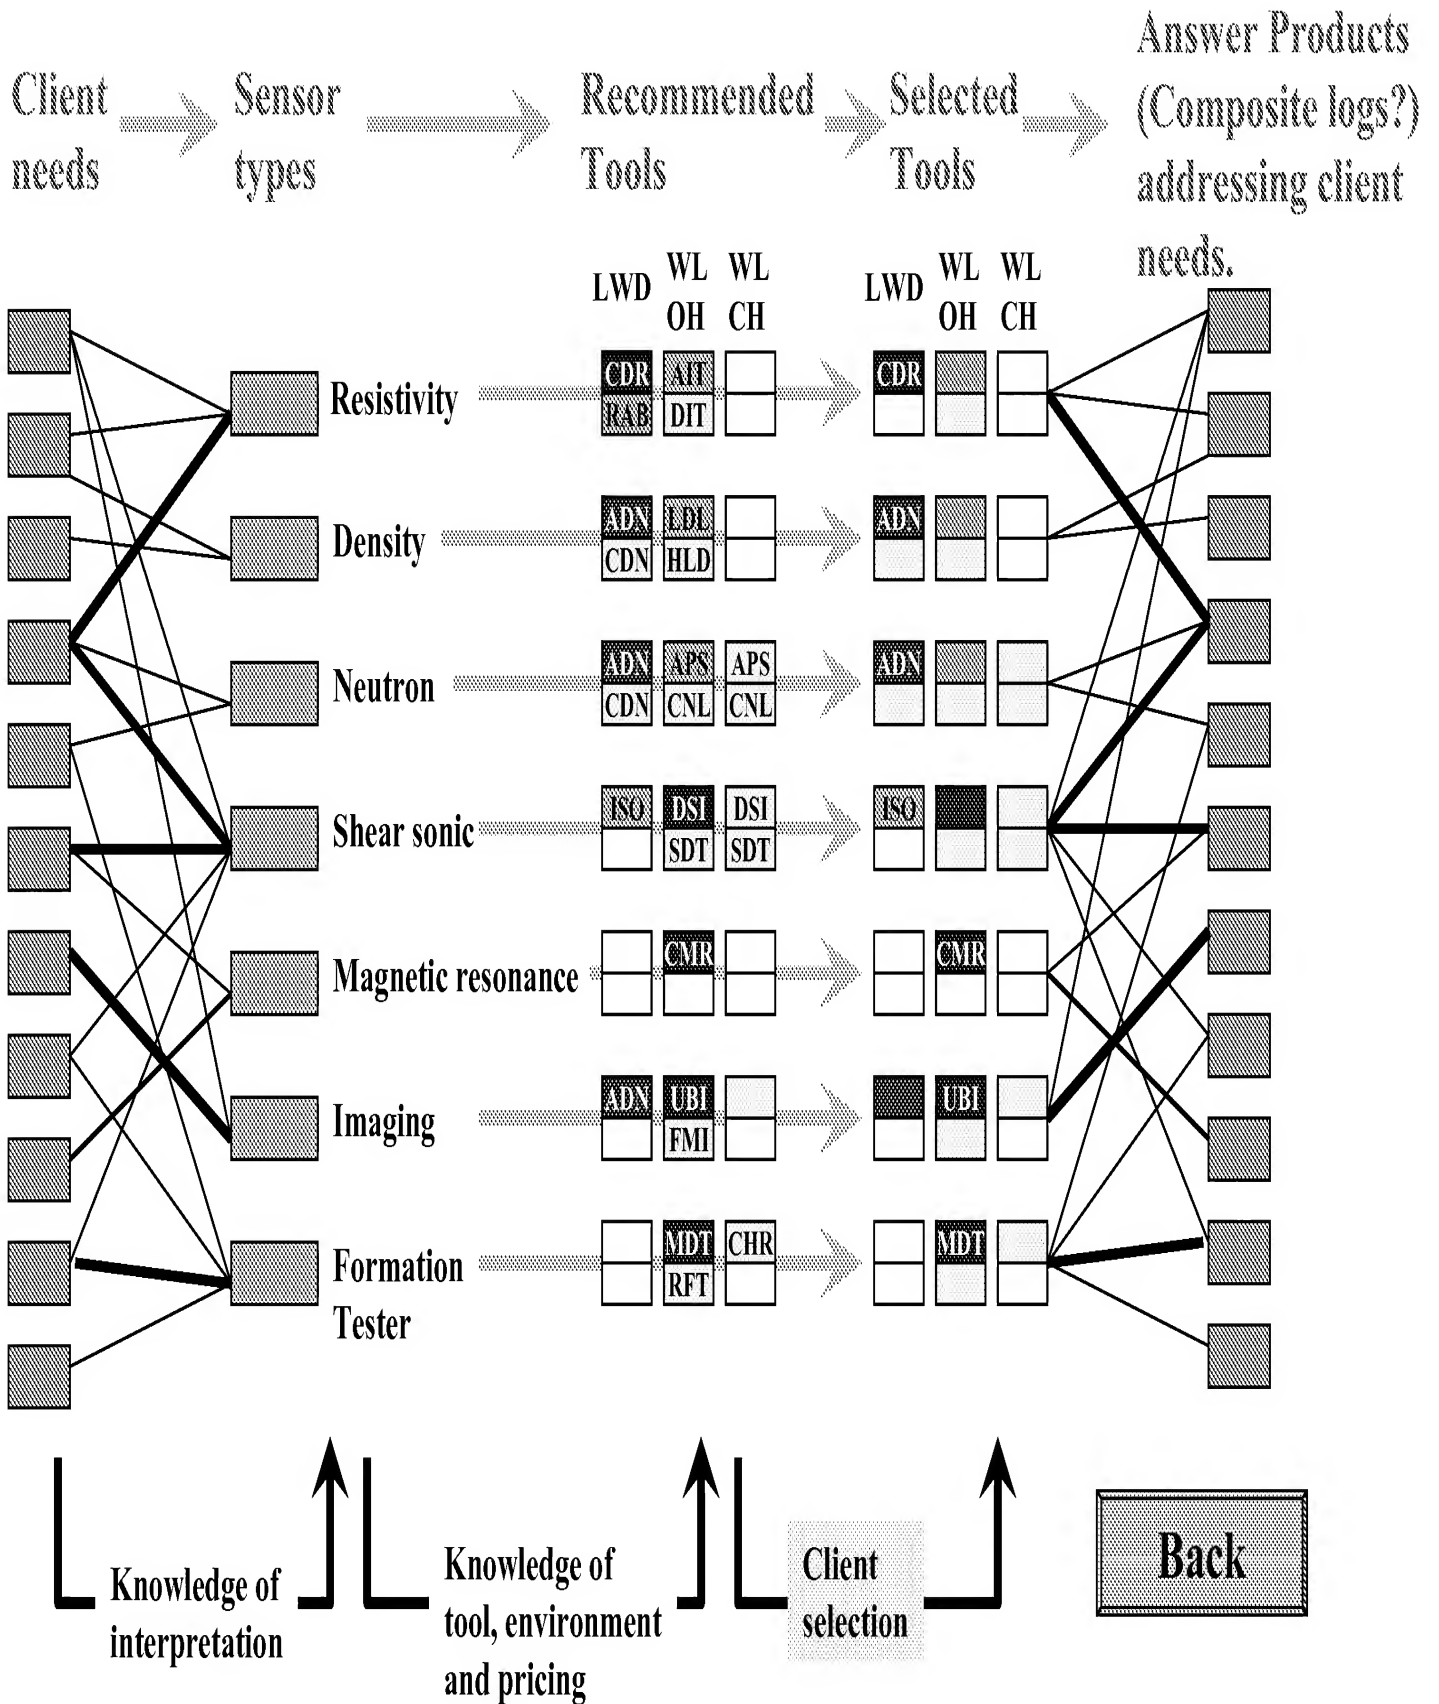 Client
needs
Sensor
types
Recommended
Tools
Selected
Tools
Answer Products
(Composite logs?)
addressing client
needs.
LWD
WL
OH
WL
CH
LWD
WL
OH
WL
CH
Resistivity
CDR
AIT
RAB
DIT
CDR
Density
ADN
LDL
CDN
HLD
ADN
Neutron
ADN
APS
APS
CDN
CNL
CNL
ADN
Shear sonic
ISO
DSI
DSI
SDT
SDT
ISO
Magnetic resonance
CMR
CMR
Imaging
ADN
UBI
FMI
UBI
Formation
Tester
MDT
CHR
RFT
MDT
Knowledge of
interpretation
Knowledge of
tool, environment
and pricing
Client
selection
Back